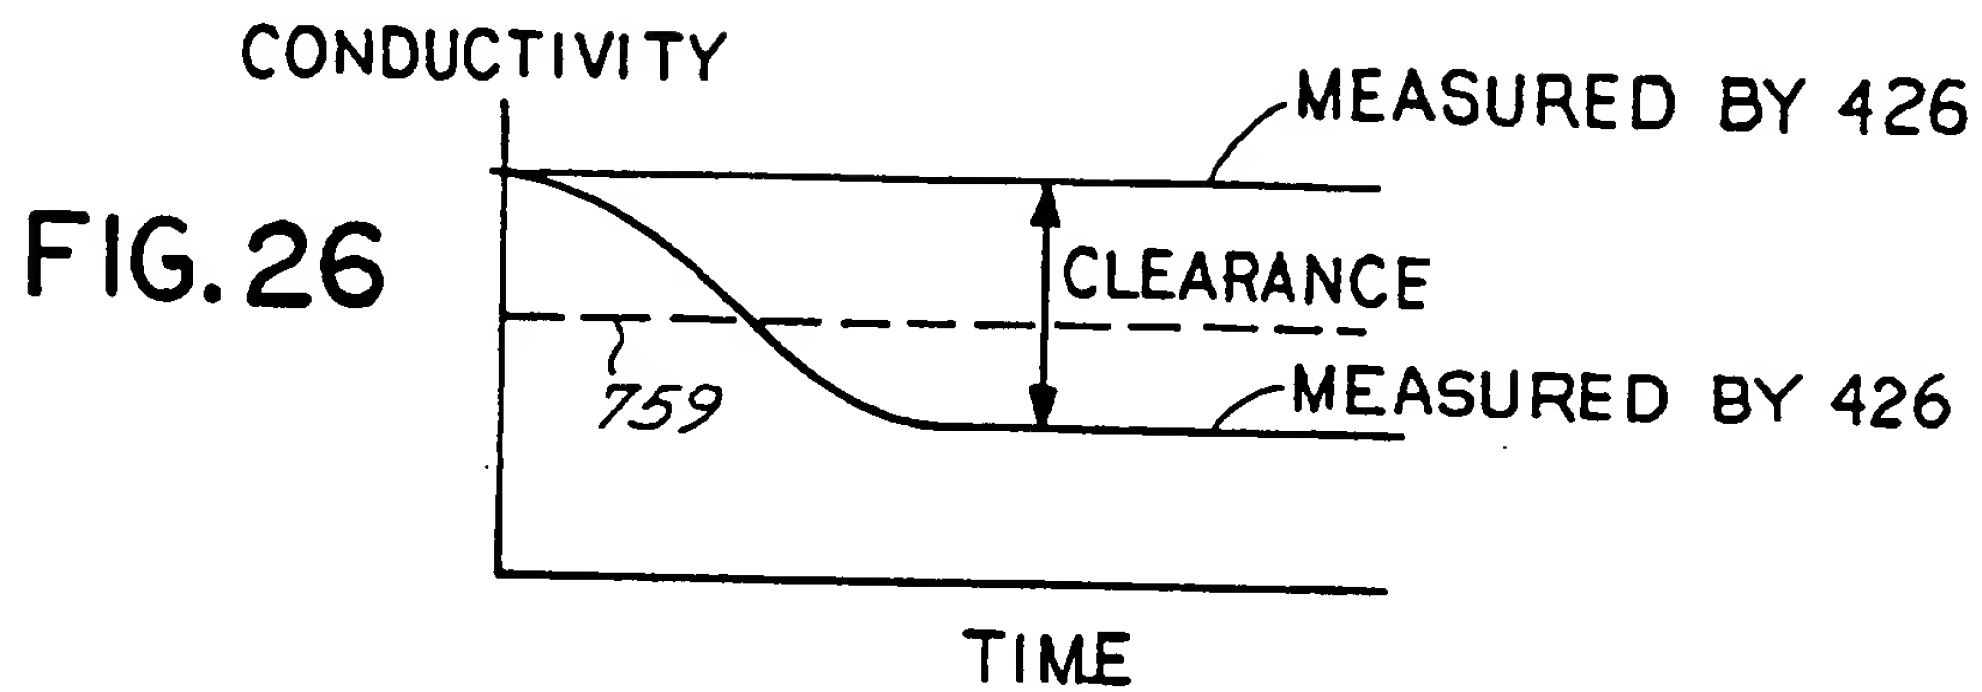 CONDUCTIVITY
MEASURED BY 426
FIG. 26
CLEARANCE
759
MEASURED BY 426
TIME